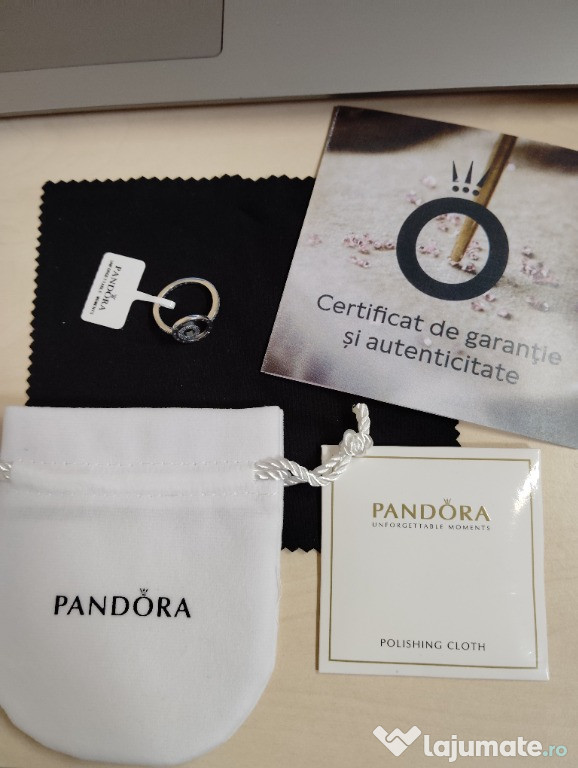 PANDORA
Certificat de garanție
și autenticitate
PANDORA
PANDORA
UNFORGETTABLE MOMENTS
POLISHING CLOTH
lajumate.ro